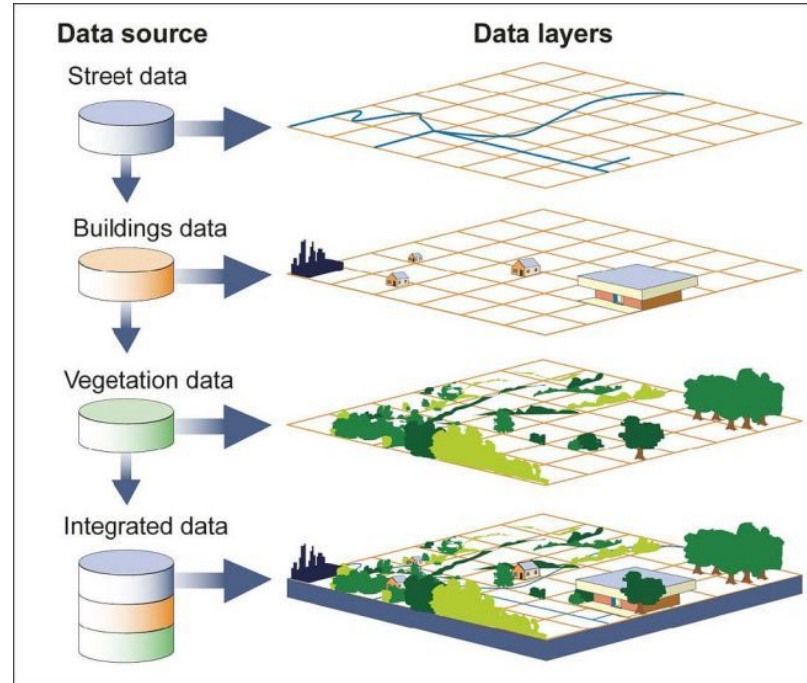 Data source
Data layers
Street data
Buildings data
Vegetation data
Integrated data